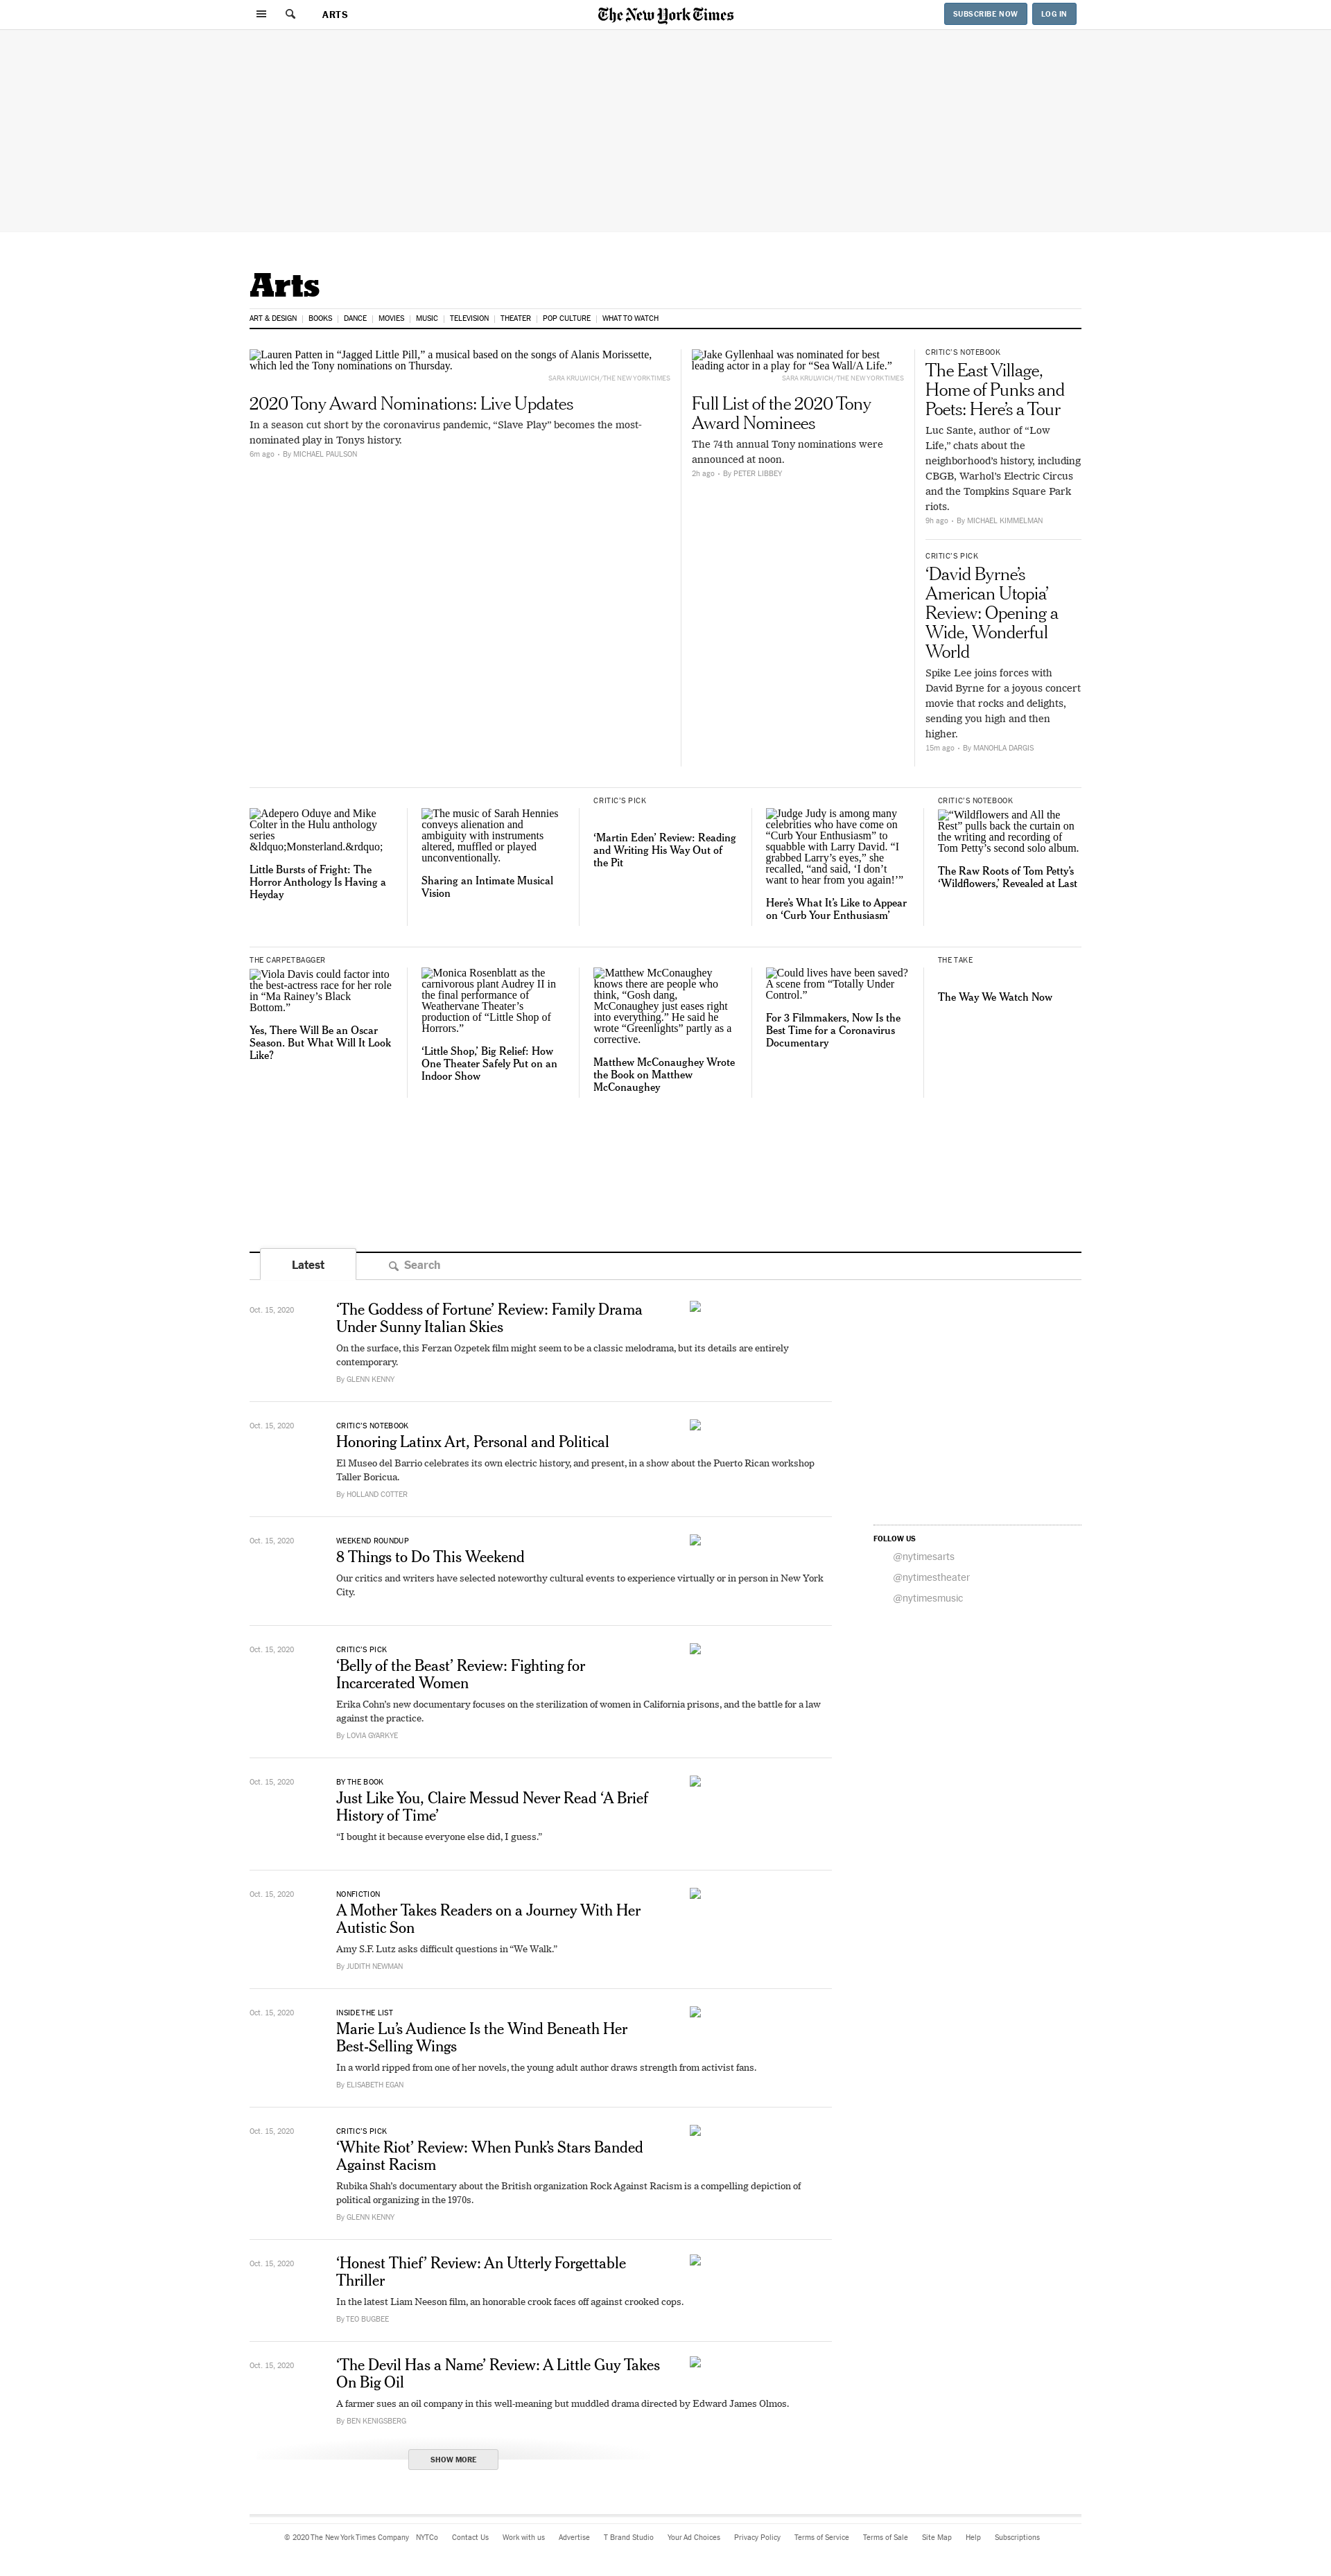 ARTS
The New York Times
SUBSCRIBE NOW
LOG IN
Arts
ART & DESIGN
BOOKS
DANCE
MOVIES
MUSIC
TELEVISION
THEATER
POP CULTURE
WHAT TO WATCH
Lauren Patten in “Jagged Little Pill,” a musical based on the songs of Alanis Morissette,
which led the Tony nominations on Thursday.
SARA KRULWICH/THE NEW YORK TIMES
2020 Tony Award Nominations: Live Updates
In a season cut short by the coronavirus pandemic, “Slave Play” becomes the most-
nominated play in Tonys history.
6m ago • By MICHAEL PAULSON
Jake Gyllenhaal was nominated for best
leading actor in a play for “Sea Wall/A Life.”
SARA KRULWICH/THE NEW YORK TIMES
Full List of the 2020 Tony
Award Nominees
The 74th annual Tony nominations were
announced at noon.
2h ago • By PETER LIBBEY
CRITIC’S NOTEBOOK
The East Village,
Home of Punks and
Poets: Here’s a Tour
Luc Sante, author of “Low
Life,” chats about the
neighborhood’s history, including
CBGB, Warhol’s Electric Circus
and the Tompkins Square Park
riots.
9h ago • By MICHAEL KIMMELMAN
CRITIC’S PICK
‘David Byrne’s
American Utopia’
Review: Opening a
Wide, Wonderful
World
Spike Lee joins forces with
David Byrne for a joyous concert
movie that rocks and delights,
sending you high and then
higher.
15m ago • By MANOHLA DARGIS
Adepero Oduye and Mike
Colter in the Hulu anthology
series
&ldquo;Monsterland.&rdquo;
Little Bursts of Fright: The
Horror Anthology Is Having a
Heyday
The music of Sarah Hennies
conveys alienation and
ambiguity with instruments
altered, muffled or played
unconventionally.
Sharing an Intimate Musical
Vision
CRITIC’S PICK
‘Martin Eden’ Review: Reading
and Writing His Way Out of
the Pit
Judge Judy is among many
celebrities who have come on
“Curb Your Enthusiasm” to
squabble with Larry David. “I
grabbed Larry’s eyes,” she
recalled, “and said, ‘I don’t
want to hear from you again!’”
Here’s What It’s Like to Appear
on ‘Curb Your Enthusiasm’
CRITIC’S NOTEBOOK
“Wildflowers and All the
Rest” pulls back the curtain on
the writing and recording of
Tom Petty’s second solo album.
The Raw Roots of Tom Petty’s
‘Wildflowers,’ Revealed at Last
THE CARPETBAGGER
Viola Davis could factor into
the best-actress race for her role
in “Ma Rainey’s Black
Bottom.”
Yes, There Will Be an Oscar
Season. But What Will It Look
Like?
Monica Rosenblatt as the
carnivorous plant Audrey II in
the final performance of
Weathervane Theater’s
production of “Little Shop of
Horrors.”
‘Little Shop,’ Big Relief: How
One Theater Safely Put on an
Indoor Show
Matthew McConaughey
knows there are people who
think, “Gosh dang,
McConaughey just eases right
into everything.” He said he
wrote “Greenlights” partly as a
corrective.
Matthew McConaughey Wrote
the Book on Matthew
McConaughey
Could lives have been saved?
A scene from “Totally Under
Control.”
For 3 Filmmakers, Now Is the
Best Time for a Coronavirus
Documentary
THE TAKE
The Way We Watch Now
Latest
Search
Oct. 15, 2020
‘The Goddess of Fortune’ Review: Family Drama
Under Sunny Italian Skies
On the surface, this Ferzan Ozpetek film might seem to be a classic melodrama, but its details are entirely
contemporary.
By GLENN KENNY
Oct. 15, 2020
CRITIC’S NOTEBOOK
Honoring Latinx Art, Personal and Political
El Museo del Barrio celebrates its own electric history, and present, in a show about the Puerto Rican workshop
Taller Boricua.
By HOLLAND COTTER
Oct. 15, 2020
WEEKEND ROUNDUP
8 Things to Do This Weekend
Our critics and writers have selected noteworthy cultural events to experience virtually or in person in New York
City.
FOLLOW US
@nytimesarts
@nytimestheater
@nytimesmusic
Oct. 15, 2020
CRITIC’S PICK
‘Belly of the Beast’ Review: Fighting for
Incarcerated Women
Erika Cohn’s new documentary focuses on the sterilization of women in California prisons, and the battle for a law
against the practice.
By LOVIA GYARKYE
Oct. 15, 2020
BY THE BOOK
Just Like You, Claire Messud Never Read ‘A Brief
History of Time’
“I bought it because everyone else did, I guess.”
Oct. 15, 2020
NONFICTION
A Mother Takes Readers on a Journey With Her
Autistic Son
Amy S.F. Lutz asks difficult questions in “We Walk.”
By JUDITH NEWMAN
Oct. 15, 2020
INSIDE THE LIST
Marie Lu’s Audience Is the Wind Beneath Her
Best-Selling Wings
In a world ripped from one of her novels, the young adult author draws strength from activist fans.
By ELISABETH EGAN
Oct. 15, 2020
CRITIC’S PICK
‘White Riot’ Review: When Punk’s Stars Banded
Against Racism
Rubika Shah’s documentary about the British organization Rock Against Racism is a compelling depiction of
political organizing in the 1970s.
By GLENN KENNY
Oct. 15, 2020
‘Honest Thief’ Review: An Utterly Forgettable
Thriller
In the latest Liam Neeson film, an honorable crook faces off against crooked cops.
By TEO BUGBEE
Oct. 15, 2020
‘The Devil Has a Name’ Review: A Little Guy Takes
On Big Oil
A farmer sues an oil company in this well-meaning but muddled drama directed by Edward James Olmos.
By BEN KENIGSBERG
SHOW MORE
© 2020 The New York Times Company NYTCo Contact Us Work with us Advertise T Brand Studio Your Ad Choices Privacy Policy Terms of Service Terms of Sale Site Map Help Subscriptions